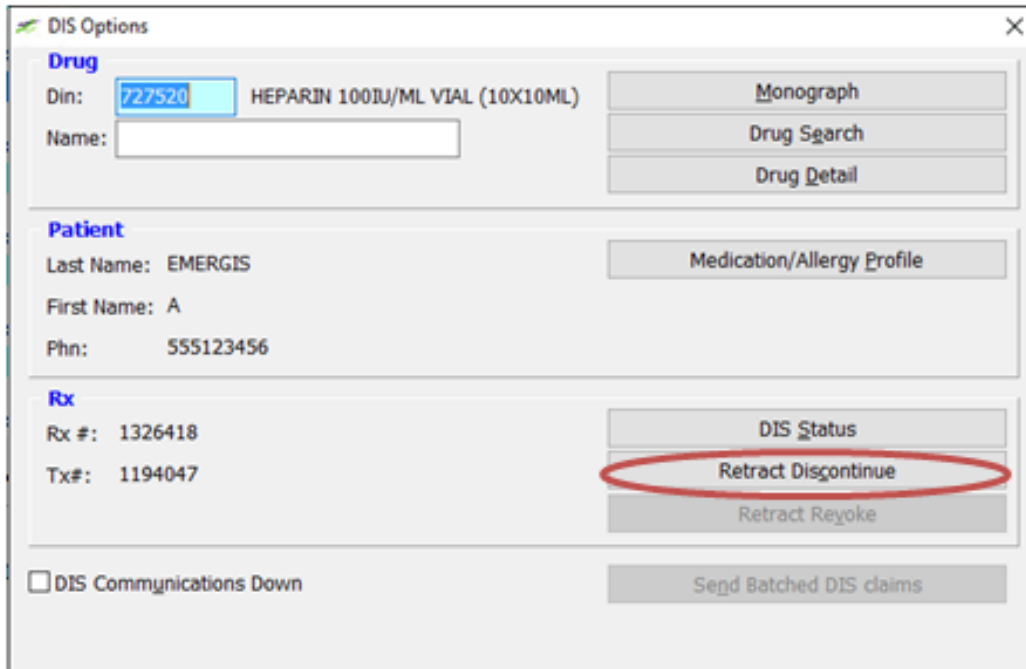 DIS Options
Drug
Din: 727520 HEPARIN 100IU/ML VIAL (10X10ML)
Monograph
Name:
Drug Search
Drug Detail
Patient
Last Name: EMERGIS
Medication/Allergy Profile
First Name: A
Phn: 555123456
Rx
Rx #: 1326418
DIS Status
Tx#: 1194047
Retract Discontinue
Retract Revoke
DIS Communications Down
Send Batched DIS claims